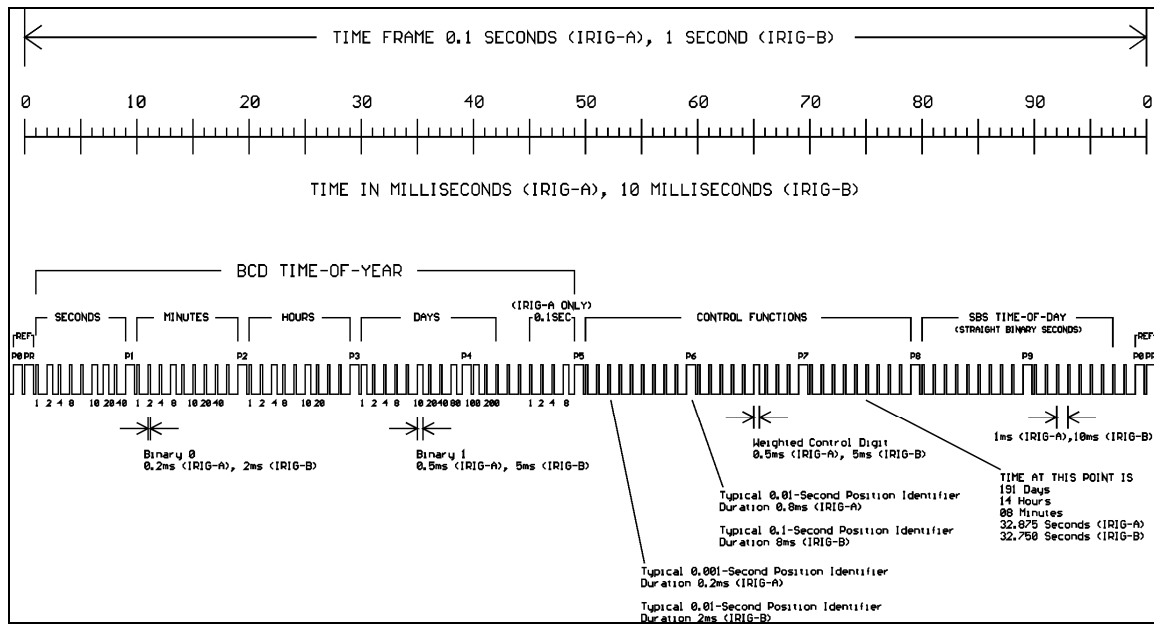 TIME FRAME 0.1 SECONDS (IRIG-A), 1 SECOND (IRIG-B)
0 10 20 30 40 50 60 70 80 90 0
TIME IN MILLISECONDS (IRIG-A), 10 MILLISECONDS (IRIG-B)
BCD TIME-OF-YEAR
(IRIG-A ONLY)
SECONDS MINUTES HOURS DAYS 0.1SEC CONTROL FUNCTIONS SBS TIME-OF-DAY
(STRAIGHT BINARY SECONDS)
REF REF
P0 PR P1 P2 P3 P4 P5 P6 P7 P8 P9 P0 PR
1 2 4 8 10 20 40 1 2 4 8 10 20 40 1 2 4 8 10 20 1 2 4 8 10 20 40 80 100 200 1 2 4 8
Binary 0
0.2ms (IRIG-A), 2ms (IRIG-B)
Binary 1
0.5ms (IRIG-A), 5ms (IRIG-B)
Weighted Control Digit
0.5ms (IRIG-A), 5ms (IRIG-B)
1ms (IRIG-A),10ms (IRIG-B)
TIME AT THIS POINT IS
191 Days
14 Hours
08 Minutes
32.875 Seconds (IRIG-A)
32.750 Seconds (IRIG-B)
Typical 0.01-Second Position Identifier
Duration 0.8ms (IRIG-A)
Typical 0.1-Second Position Identifier
Duration 8ms (IRIG-B)
Typical 0.001-Second Position Identifier
Duration 0.2ms (IRIG-A)
Typical 0.01-Second Position Identifier
Duration 2ms (IRIG-B)